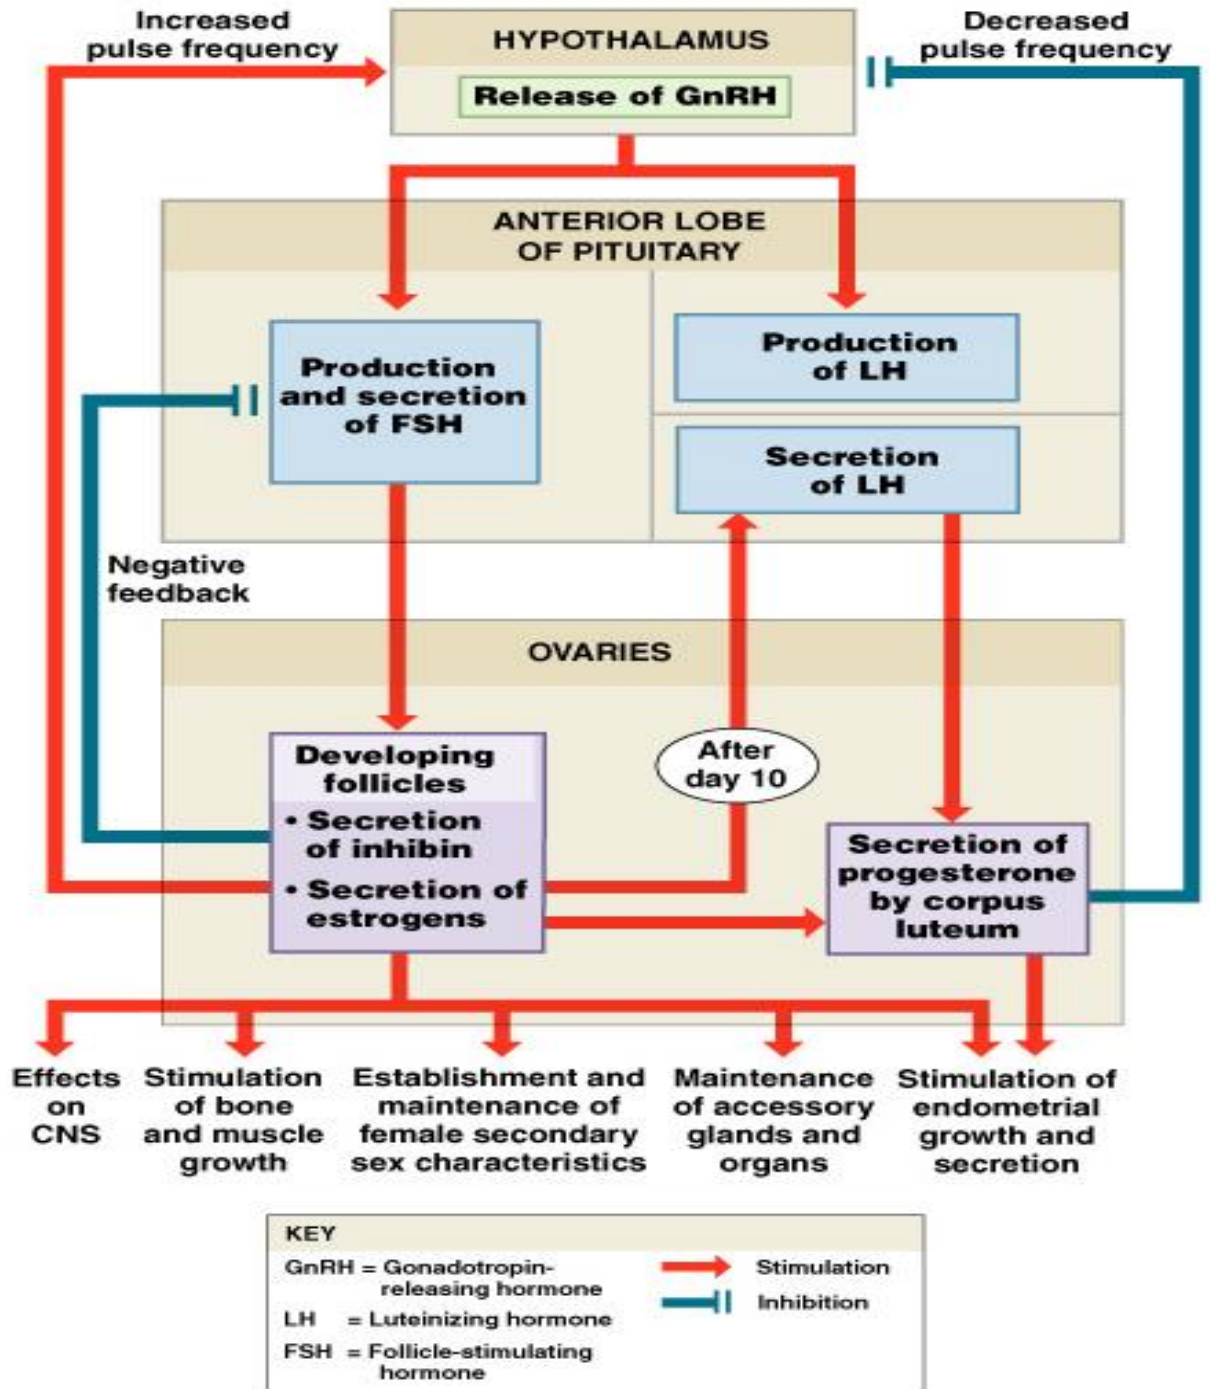 Increased
pulse frequency
HYPOTHALAMUS
Release of GnRH
Decreased
pulse frequency
ANTERIOR LOBE
OF PITUITARY
Production
and secretion
of FSH
Production
of LH
Secretion
of LH
Negative
feedback
OVARIES
Developing
follicles
• Secretion
of inhibin
• Secretion of
estrogens
After
day 10
Secretion of
progesterone
by corpus
luteum
Effects
on
CNS
Stimulation
of bone
and muscle
growth
Establishment and
maintenance of
female secondary
sex characteristics
Maintenance
of accessory
glands and
organs
Stimulation of
endometrial
growth and
secretion
KEY
GnRH = Gonadotropin-
releasing hormone
LH = Luteinizing hormone
FSH = Follicle-stimulating
hormone
Stimulation
Inhibition